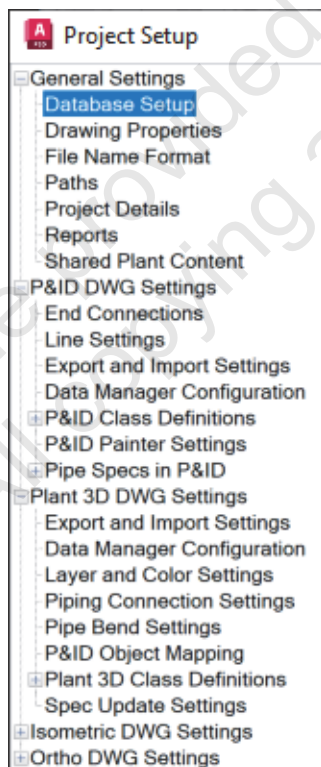 Project Setup
General Settings
Database Setup
Drawing Properties
File Name Format
Paths
Project Details
Reports
Shared Plant Content
P&ID DWG Settings
End Connections
Line Settings
Export and Import Settings
Data Manager Configuration
P&ID Class Definitions
P&ID Painter Settings
Pipe Specs in P&ID
Plant 3D DWG Settings
Export and Import Settings
Data Manager Configuration
Layer and Color Settings
Piping Connection Settings
Pipe Bend Settings
P&ID Object Mapping
Plant 3D Class Definitions
Spec Update Settings
Isometric DWG Settings
Ortho DWG Settings